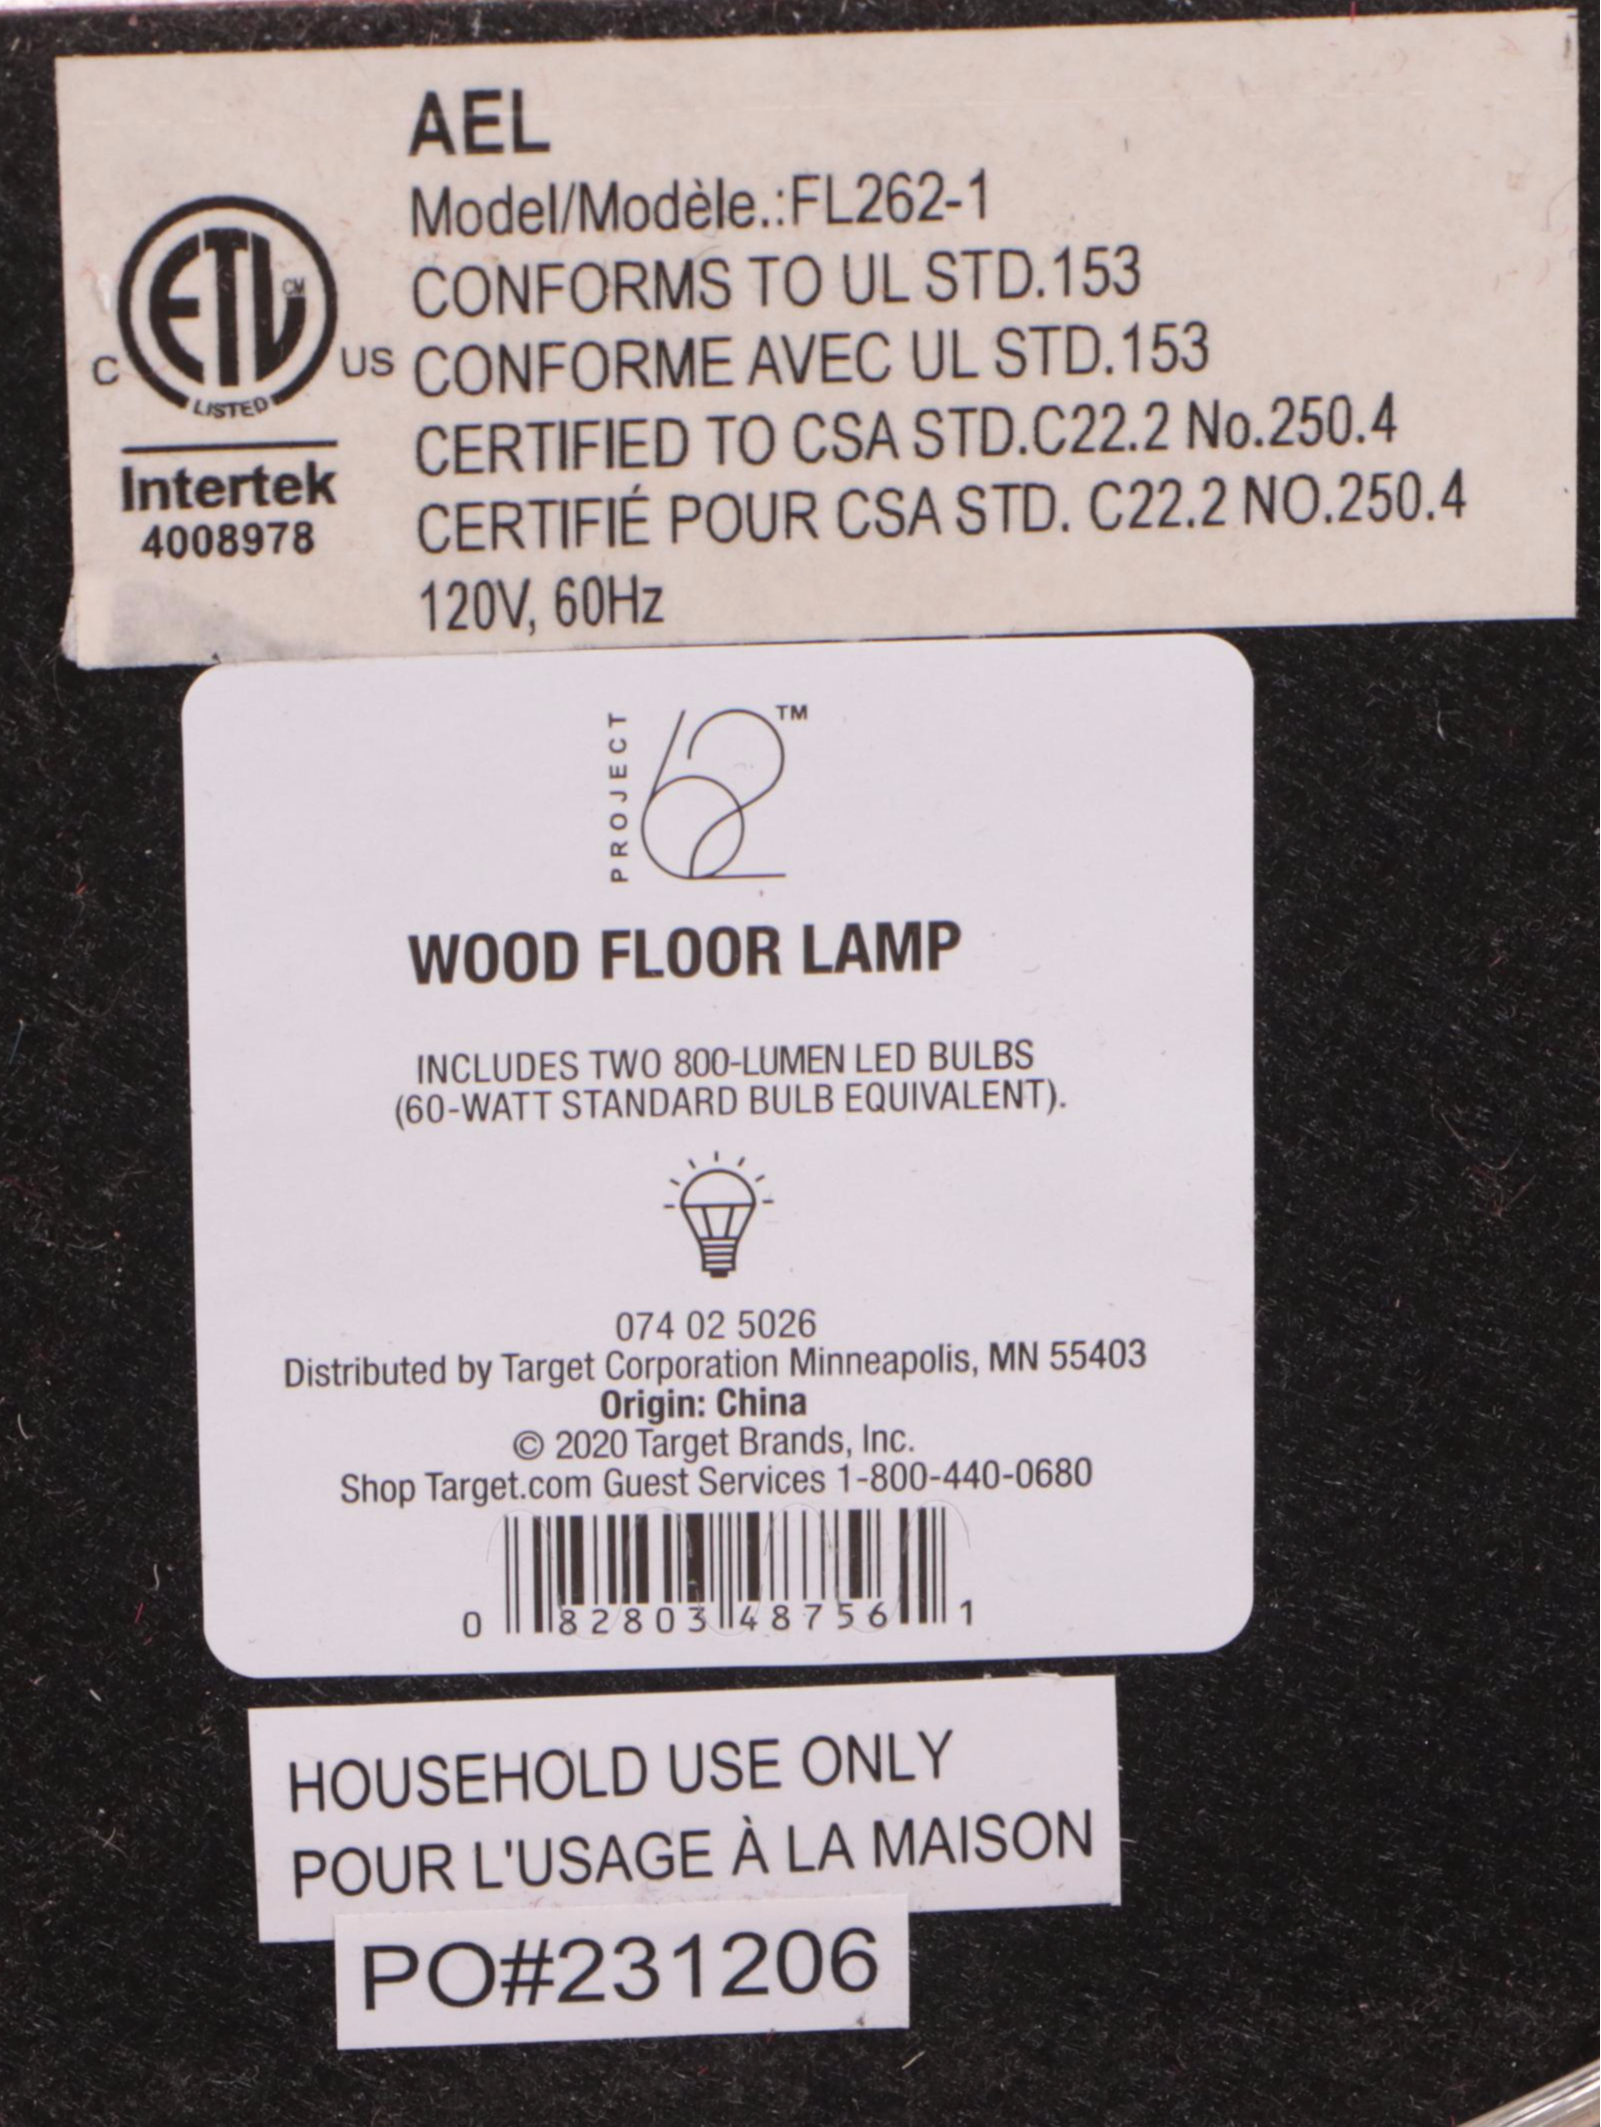 AEL
Model/Modèle.:FL262-1
CONFORMS TO UL STD.153
CONFORME AVEC UL STD.153
CERTIFIED TO CSA STD.C22.2 No.250.4
CERTIFIÉ POUR CSA STD. C22.2 NO.250.4
120V, 60Hz
ETL CM
C US
LISTED
Intertek
4008978
PROJECT 62 ™
WOOD FLOOR LAMP
INCLUDES TWO 800-LUMEN LED BULBS
(60-WATT STANDARD BULB EQUIVALENT).
074 02 5026
Distributed by Target Corporation Minneapolis, MN 55403
Origin: China
© 2020 Target Brands, Inc.
Shop Target.com Guest Services 1-800-440-0680
0 82803 48756 1
HOUSEHOLD USE ONLY
POUR L'USAGE À LA MAISON
PO#231206